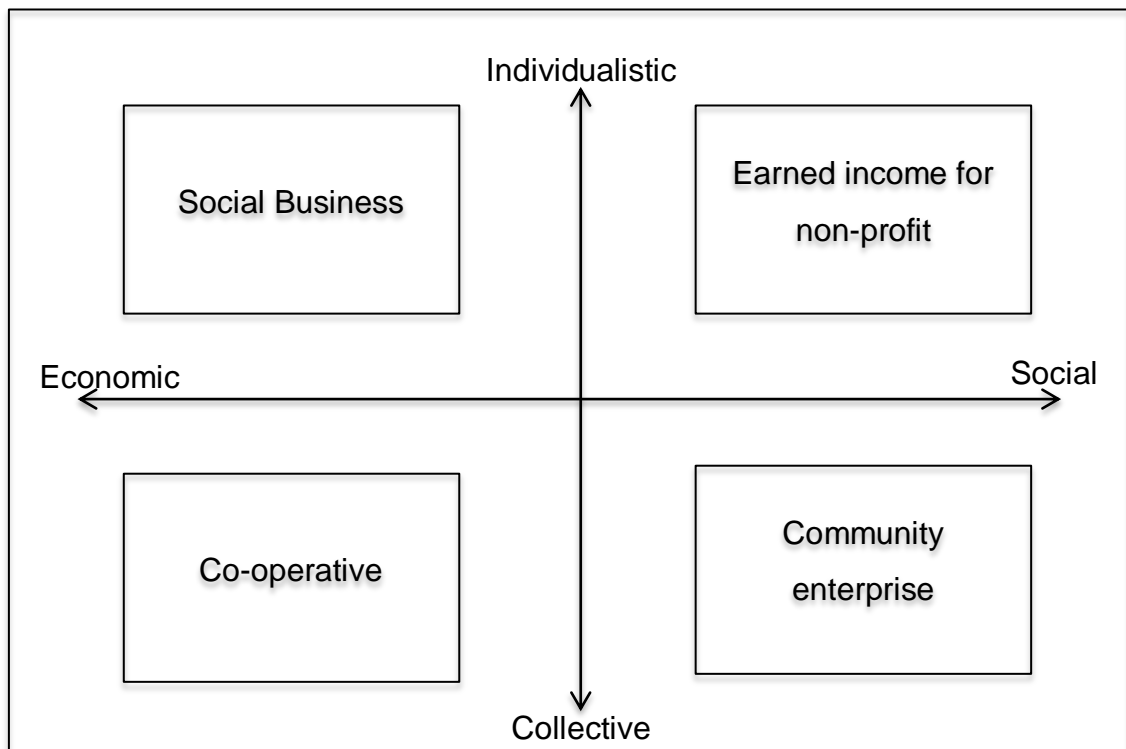 Individualistic
Social Business
Earned income for
non-profit
Economic
Social
Co-operative
Community
enterprise
Collective